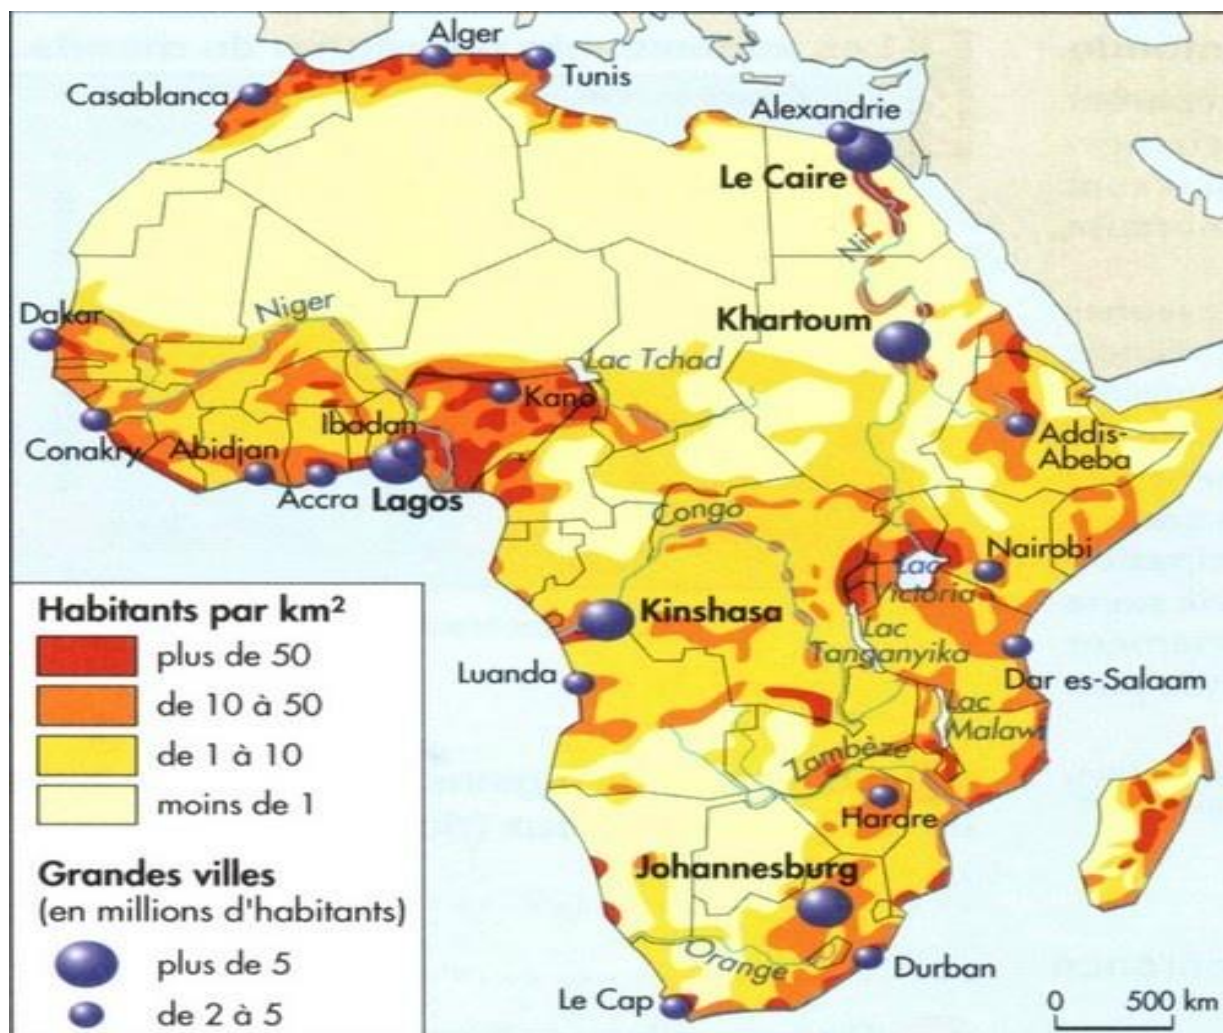 Alger
Tunis
Casablanca
Alexandrie
Le Caire
Nil
Dakar
Niger
Khartoum
Lac Tchad
Kano
Conakry
Abidjan
Ibadan
Addis-
Abeba
Accra
Lagos
Congo
Nairobi
Lac
Victoria
Kinshasa
Lac
Tanganyika
Luanda
Dar es-Salaam
Lac
Malawi
Zambèze
Harare
Johannesburg
Orange
Durban
Le Cap
Habitants par km²
plus de 50
de 10 à 50
de 1 à 10
moins de 1
Grandes villes
(en millions d'habitants)
plus de 5
de 2 à 5
0 500 km